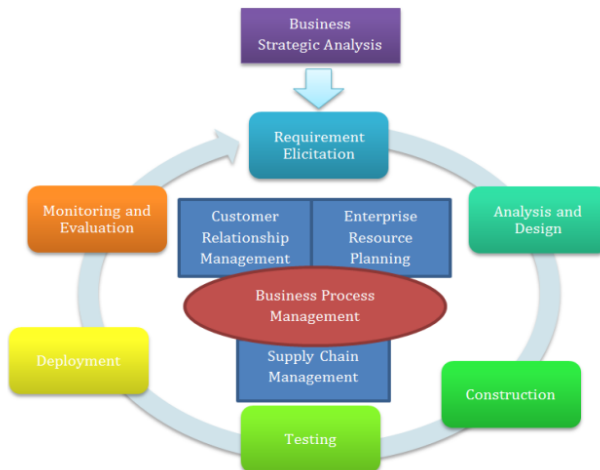 Business
Strategic Analysis
Requirement
Elicitation
Monitoring and
Evaluation
Customer
Relationship
Management
Enterprise
Resource
Planning
Analysis and
Design
Business Process
Management
Deployment
Supply Chain
Management
Construction
Testing